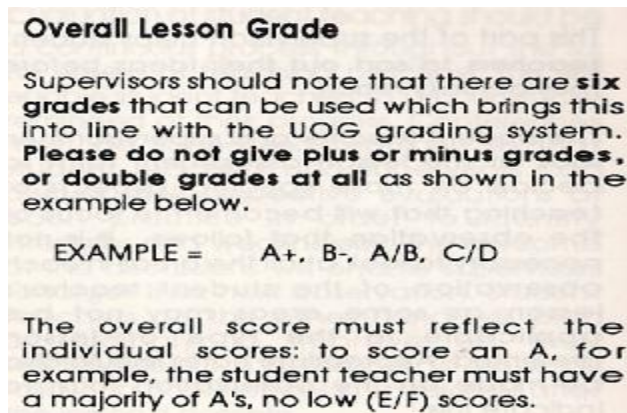 Overall Lesson Grade
Supervisors should note that there are six
grades that can be used which brings this
into line with the UOG grading system.
Please do not give plus or minus grades,
or double grades at all as shown in the
example below.
EXAMPLE = A+, B-, A/B, C/D
The overall score must reflect the
individual scores: to score an A, for
example, the student teacher must have
a majority of A's, no low (E/F) scores.